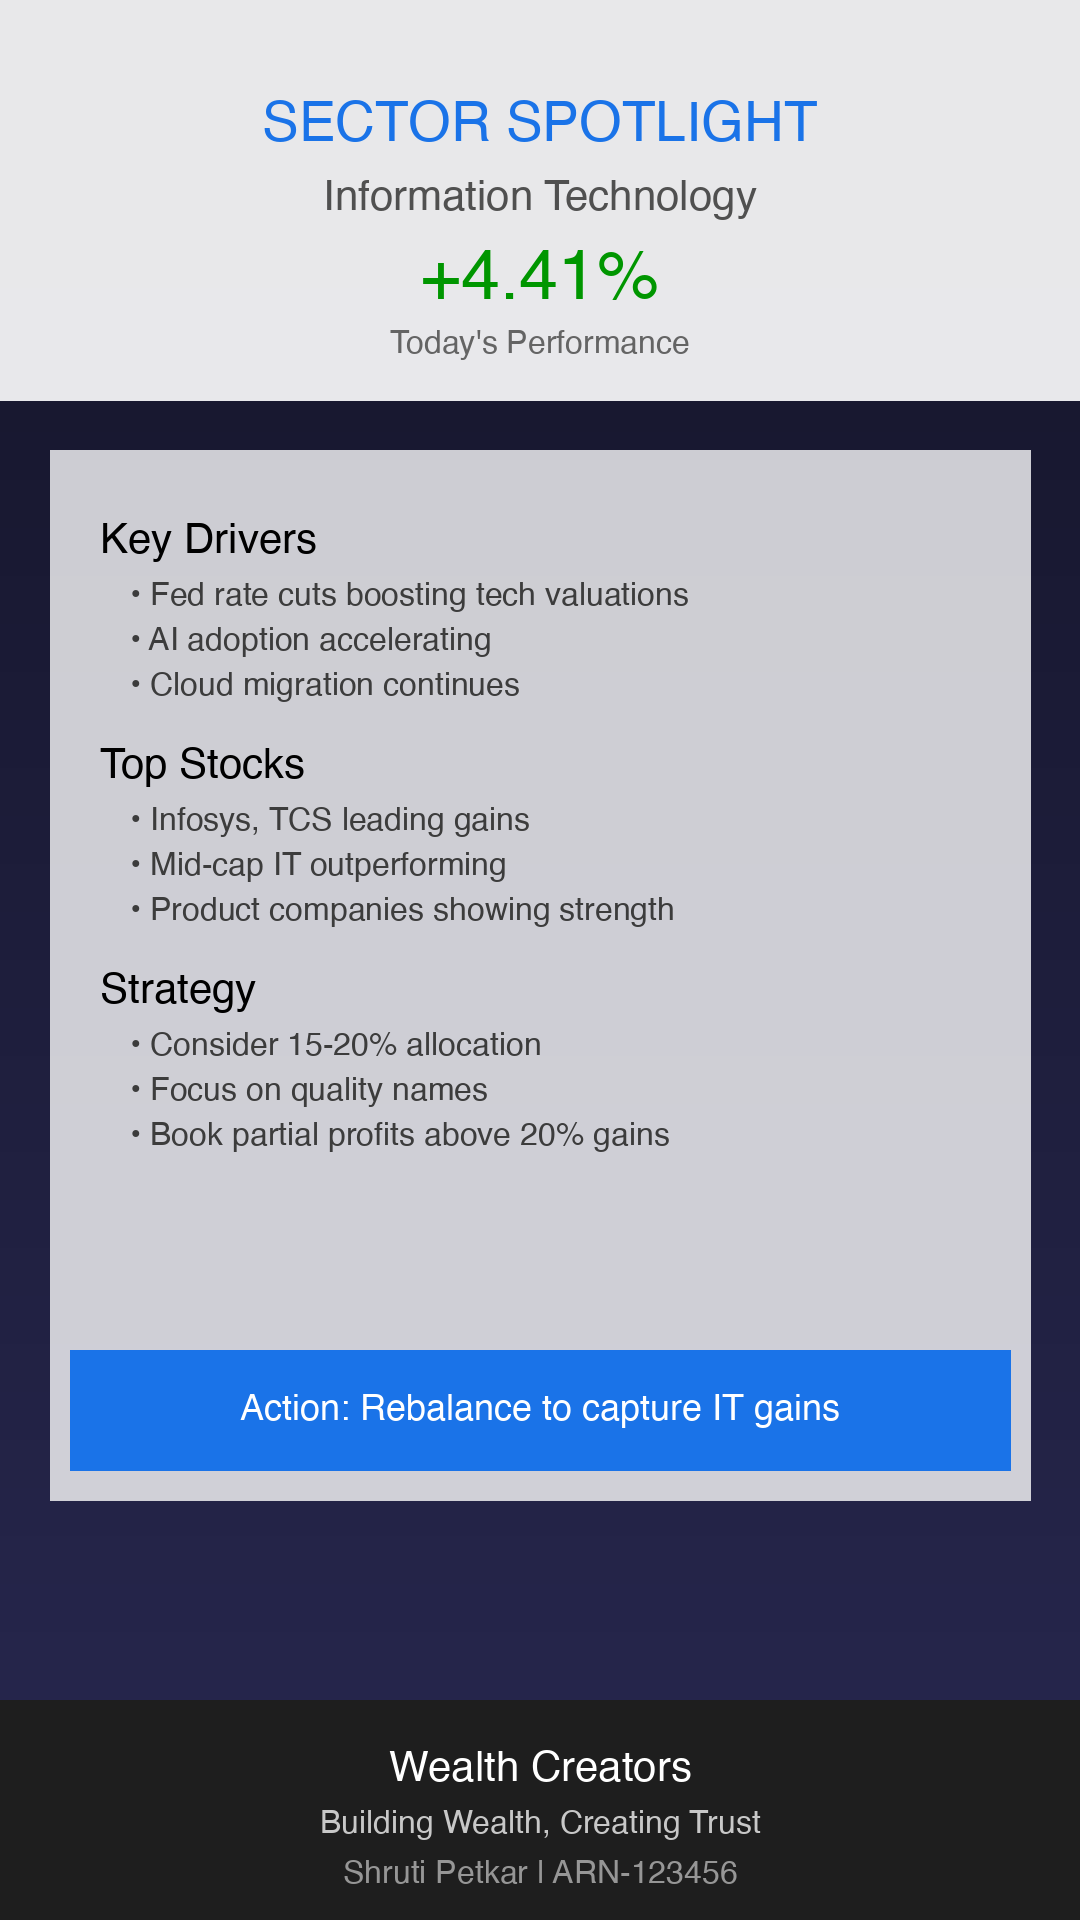 SECTOR SPOTLIGHT
Information Technology
+4.41%
Today's Performance
Key Drivers
• Fed rate cuts boosting tech valuations
• AI adoption accelerating
• Cloud migration continues
Top Stocks
• Infosys, TCS leading gains
• Mid-cap IT outperforming
• Product companies showing strength
Strategy
• Consider 15-20% allocation
• Focus on quality names
• Book partial profits above 20% gains
Action: Rebalance to capture IT gains
Wealth Creators
Building Wealth, Creating Trust
Shruti Petkar | ARN-123456